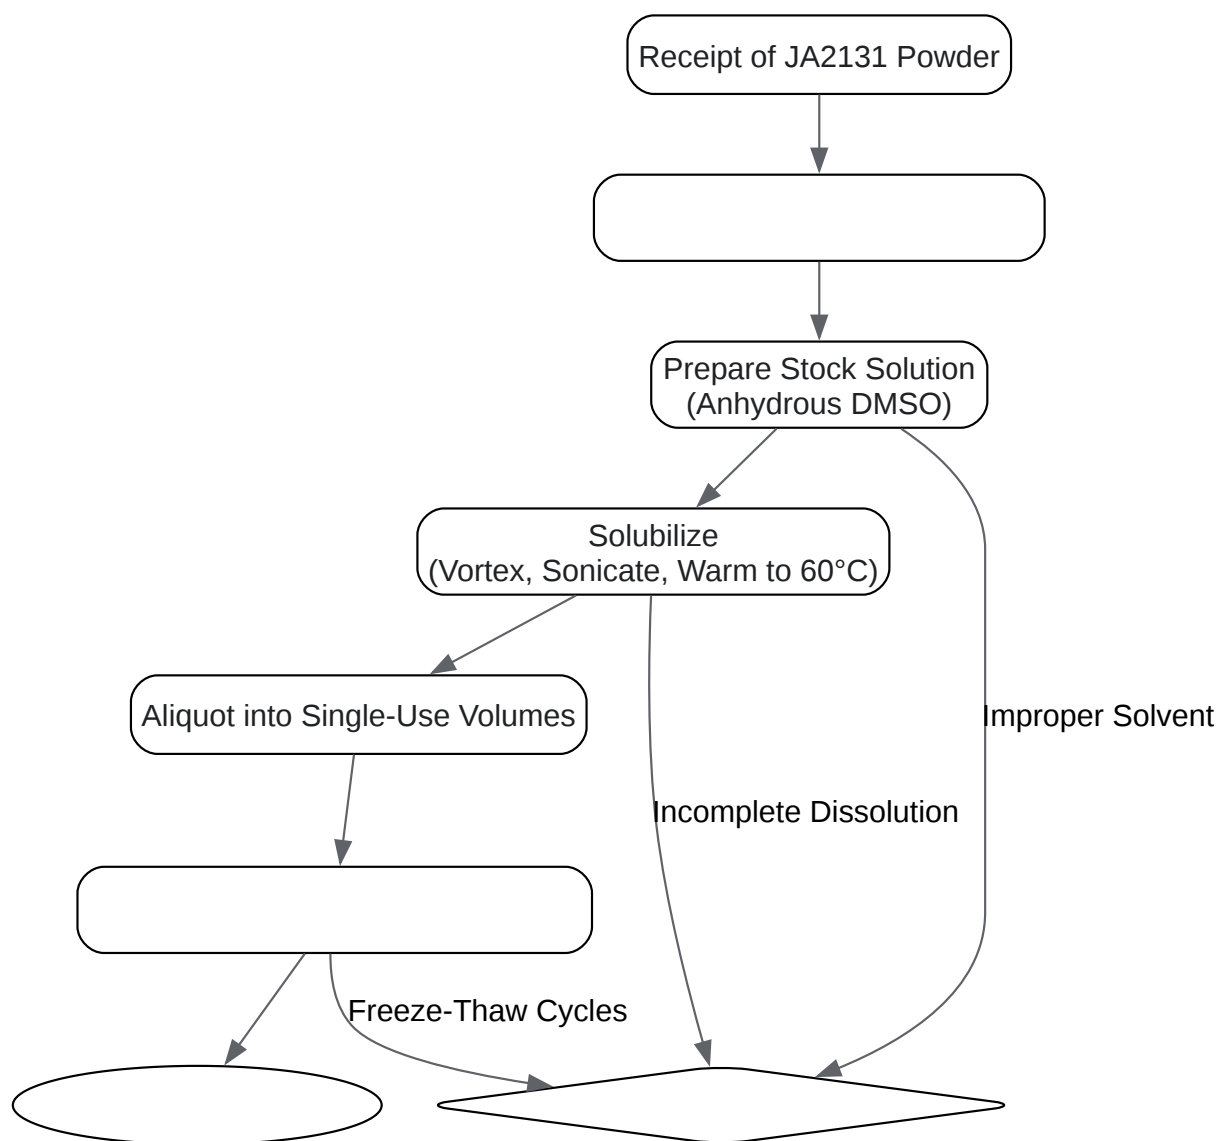 Receipt of JA2131 Powder
Prepare Stock Solution
(Anhydrous DMSO)
Solubilize
(Vortex, Sonicate, Warm to 60°C)
Aliquot into Single-Use Volumes
Improper Solvent
Incomplete Dissolution
Freeze-Thaw Cycles